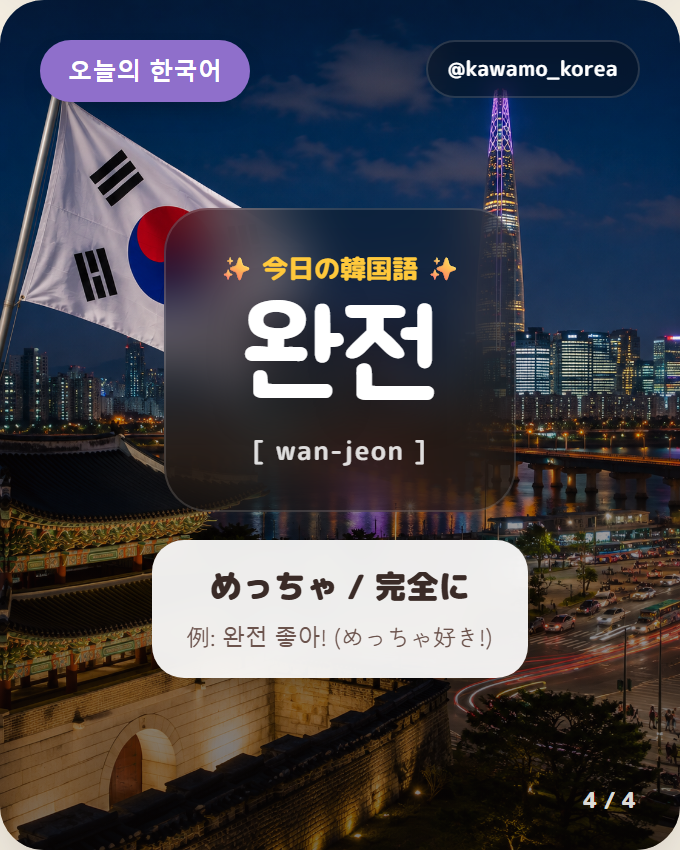 오늘의 한국어
@kawamo_korea
✨ 今日の韓国語 ✨
완전
[ wan-jeon ]
めっちゃ / 完全に
例: 완전 좋아! (めっちゃ好き!)
4 / 4